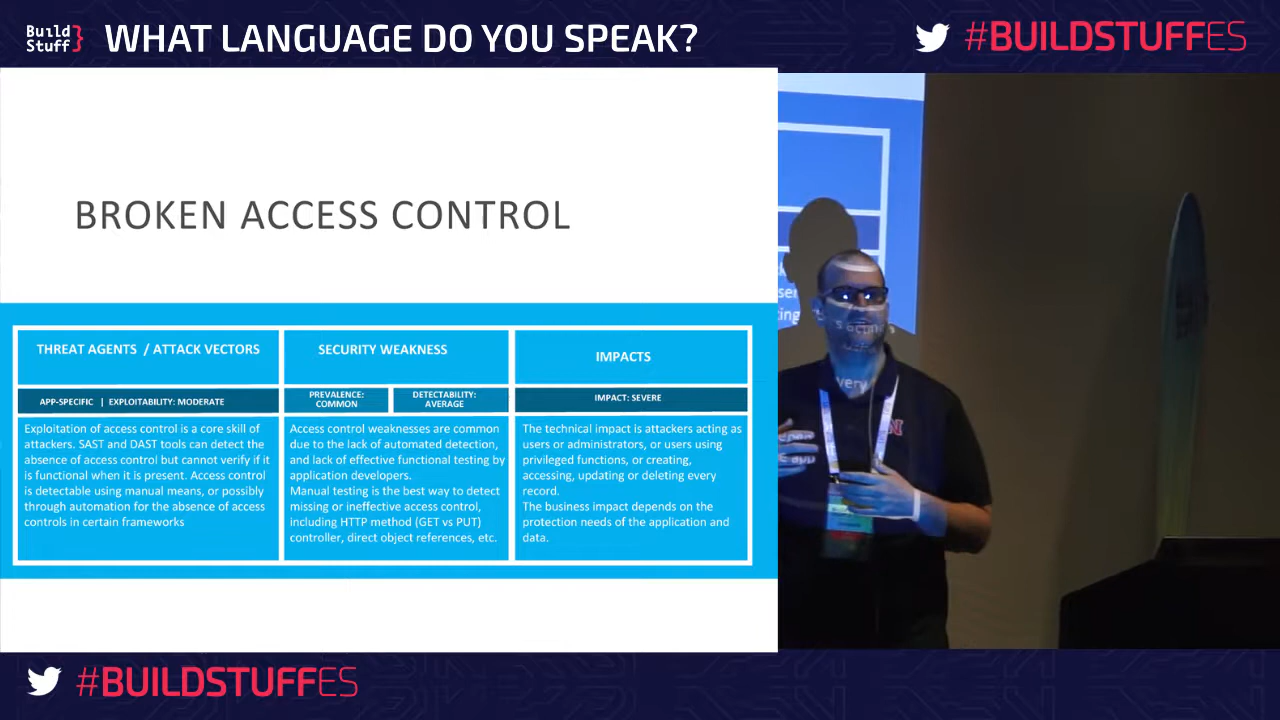 Build
Stuff}
WHAT LANGUAGE DO YOU SPEAK?
#BUILDSTUFFES
BROKEN ACCESS CONTROL
THREAT AGENTS / ATTACK VECTORS
SECURITY WEAKNESS
IMPACTS
APP-SPECIFIC | EXPLOITABILITY: MODERATE
PREVALENCE:
COMMON
DETECTABILITY:
AVERAGE
IMPACT: SEVERE
Exploitation of access control is a core skill of
attackers. SAST and DAST tools can detect the
absence of access control but cannot verify if it
is functional when it is present. Access control
is detectable using manual means, or possibly
through automation for the absence of access
controls in certain frameworks
Access control weaknesses are common
due to the lack of automated detection,
and lack of effective functional testing by
application developers.
Manual testing is the best way to detect
missing or ineffective access control,
including HTTP method (GET vs PUT)
controller, direct object references, etc.
The technical impact is attackers acting as
users or administrators, or users using
privileged functions, or creating,
accessing, updating or deleting every
record.
The business impact depends on the
protection needs of the application and
data.
very
N
app
#BUILDSTUFFES